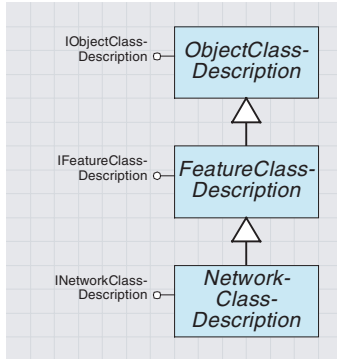 IObjectClass-
Description
ObjectClass-
Description
IFeatureClass-
Description
FeatureClass-
Description
INetworkClass-
Description
Network-
Class-
Description